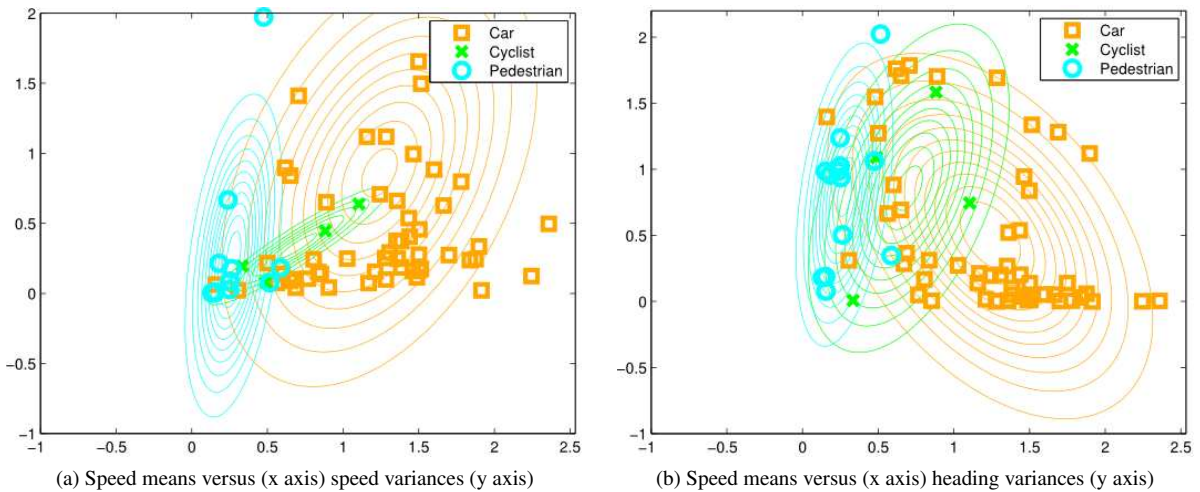 2
1.5
1
0.5
0
−0.5
−1
−1 −0.5 0 0.5 1 1.5 2 2.5
Car
Cyclist
Pedestrian
(a) Speed means versus (x axis) speed variances (y axis)
2
1.5
1
0.5
0
−0.5
−1
−1 −0.5 0 0.5 1 1.5 2 2.5
Car
Cyclist
Pedestrian
(b) Speed means versus (x axis) heading variances (y axis)